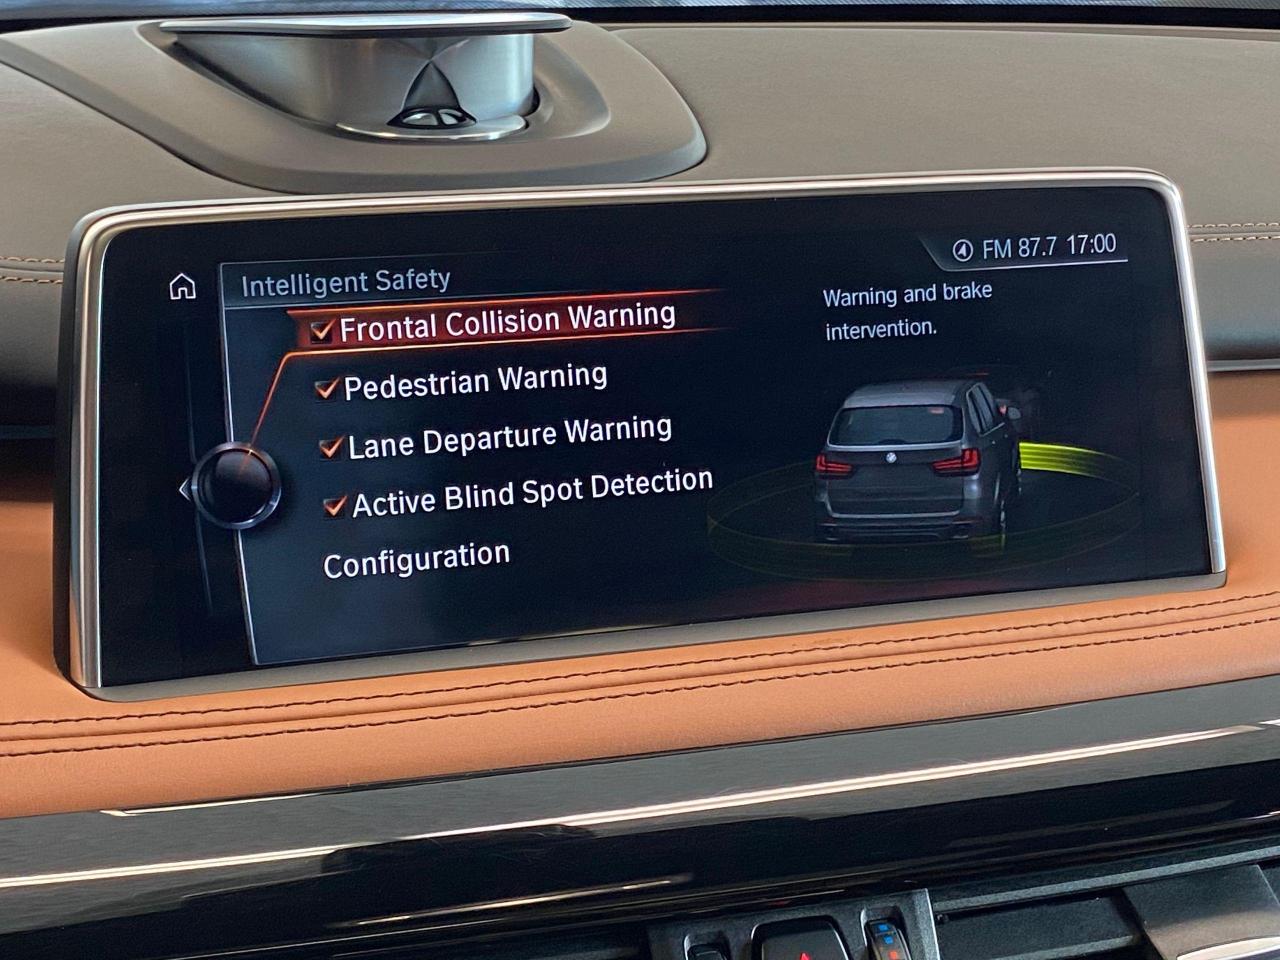 FM 87.7 17:00
Intelligent Safety
Frontal Collision Warning
Pedestrian Warning
Lane Departure Warning
Active Blind Spot Detection
Configuration
Warning and brake
intervention.